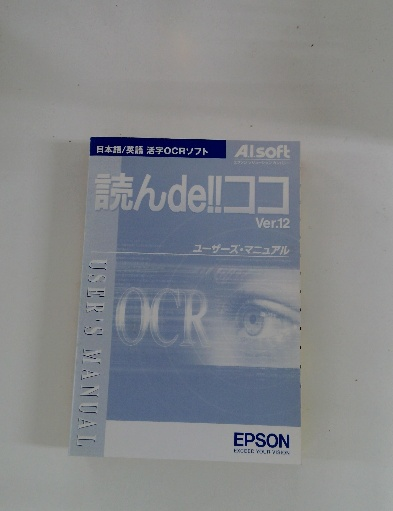 日本語/英語 活字OCRソフト
AIsoft
読んde!!ココ
Ver.12
ユーザーズ・マニュアル
OCR
USER'S MANUAL
EPSON
EXCEED YOUR VISION